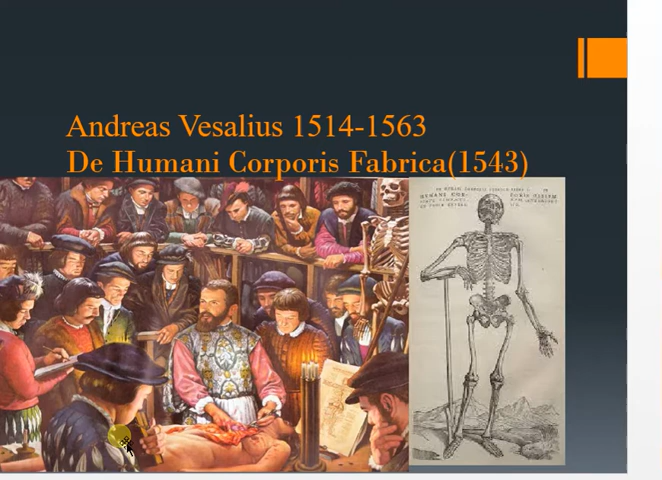 Andreas Vesalius 1514-1563
De Humani Corporis Fabrica(1543)